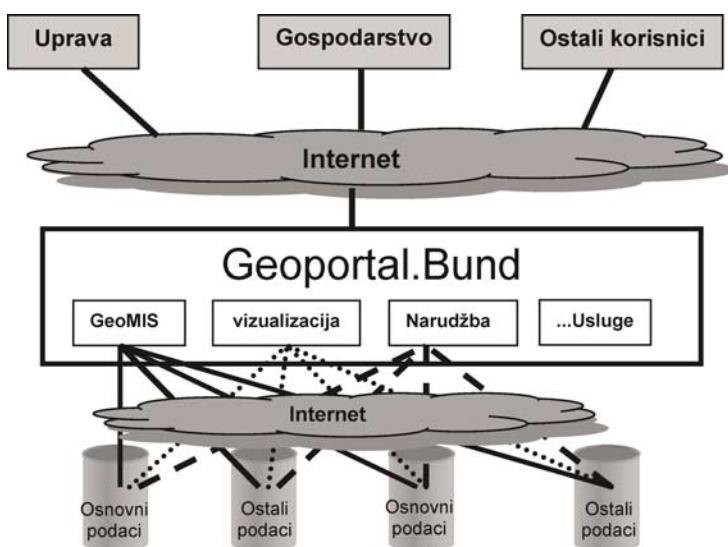 Uprava
Gospodarstvo
Ostali korisnici
Internet
Geoportal.Bund
GeoMIS
vizualizacija
Narudžba
...Usluge
Internet
Osnovni
podaci
Ostali
podaci
Osnovni
podaci
Ostali
podaci